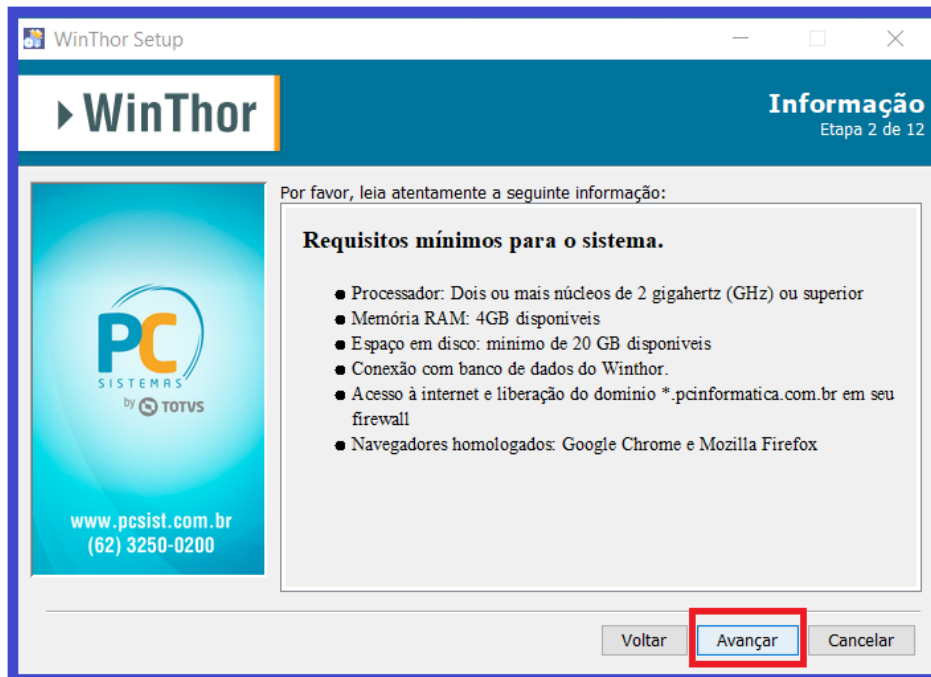 WinThor Setup
WinThor
Informação
Etapa 2 de 12
Por favor, leia atentamente a seguinte informação:
Requisitos mínimos para o sistema.
Processador: Dois ou mais núcleos de 2 gigahertz (GHz) ou superior
Memória RAM: 4GB disponiveis
Espaço em disco: minimo de 20 GB disponiveis
Conexão com banco de dados do Winthor.
Acesso à internet e liberação do dominio *.pcinformatica.com.br em seu
firewall
Navegadores homologados: Google Chrome e Mozilla Firefox
PC
SISTEMAS
by TOTVS
www.pcsist.com.br
(62) 3250-0200
Voltar
Avançar
Cancelar